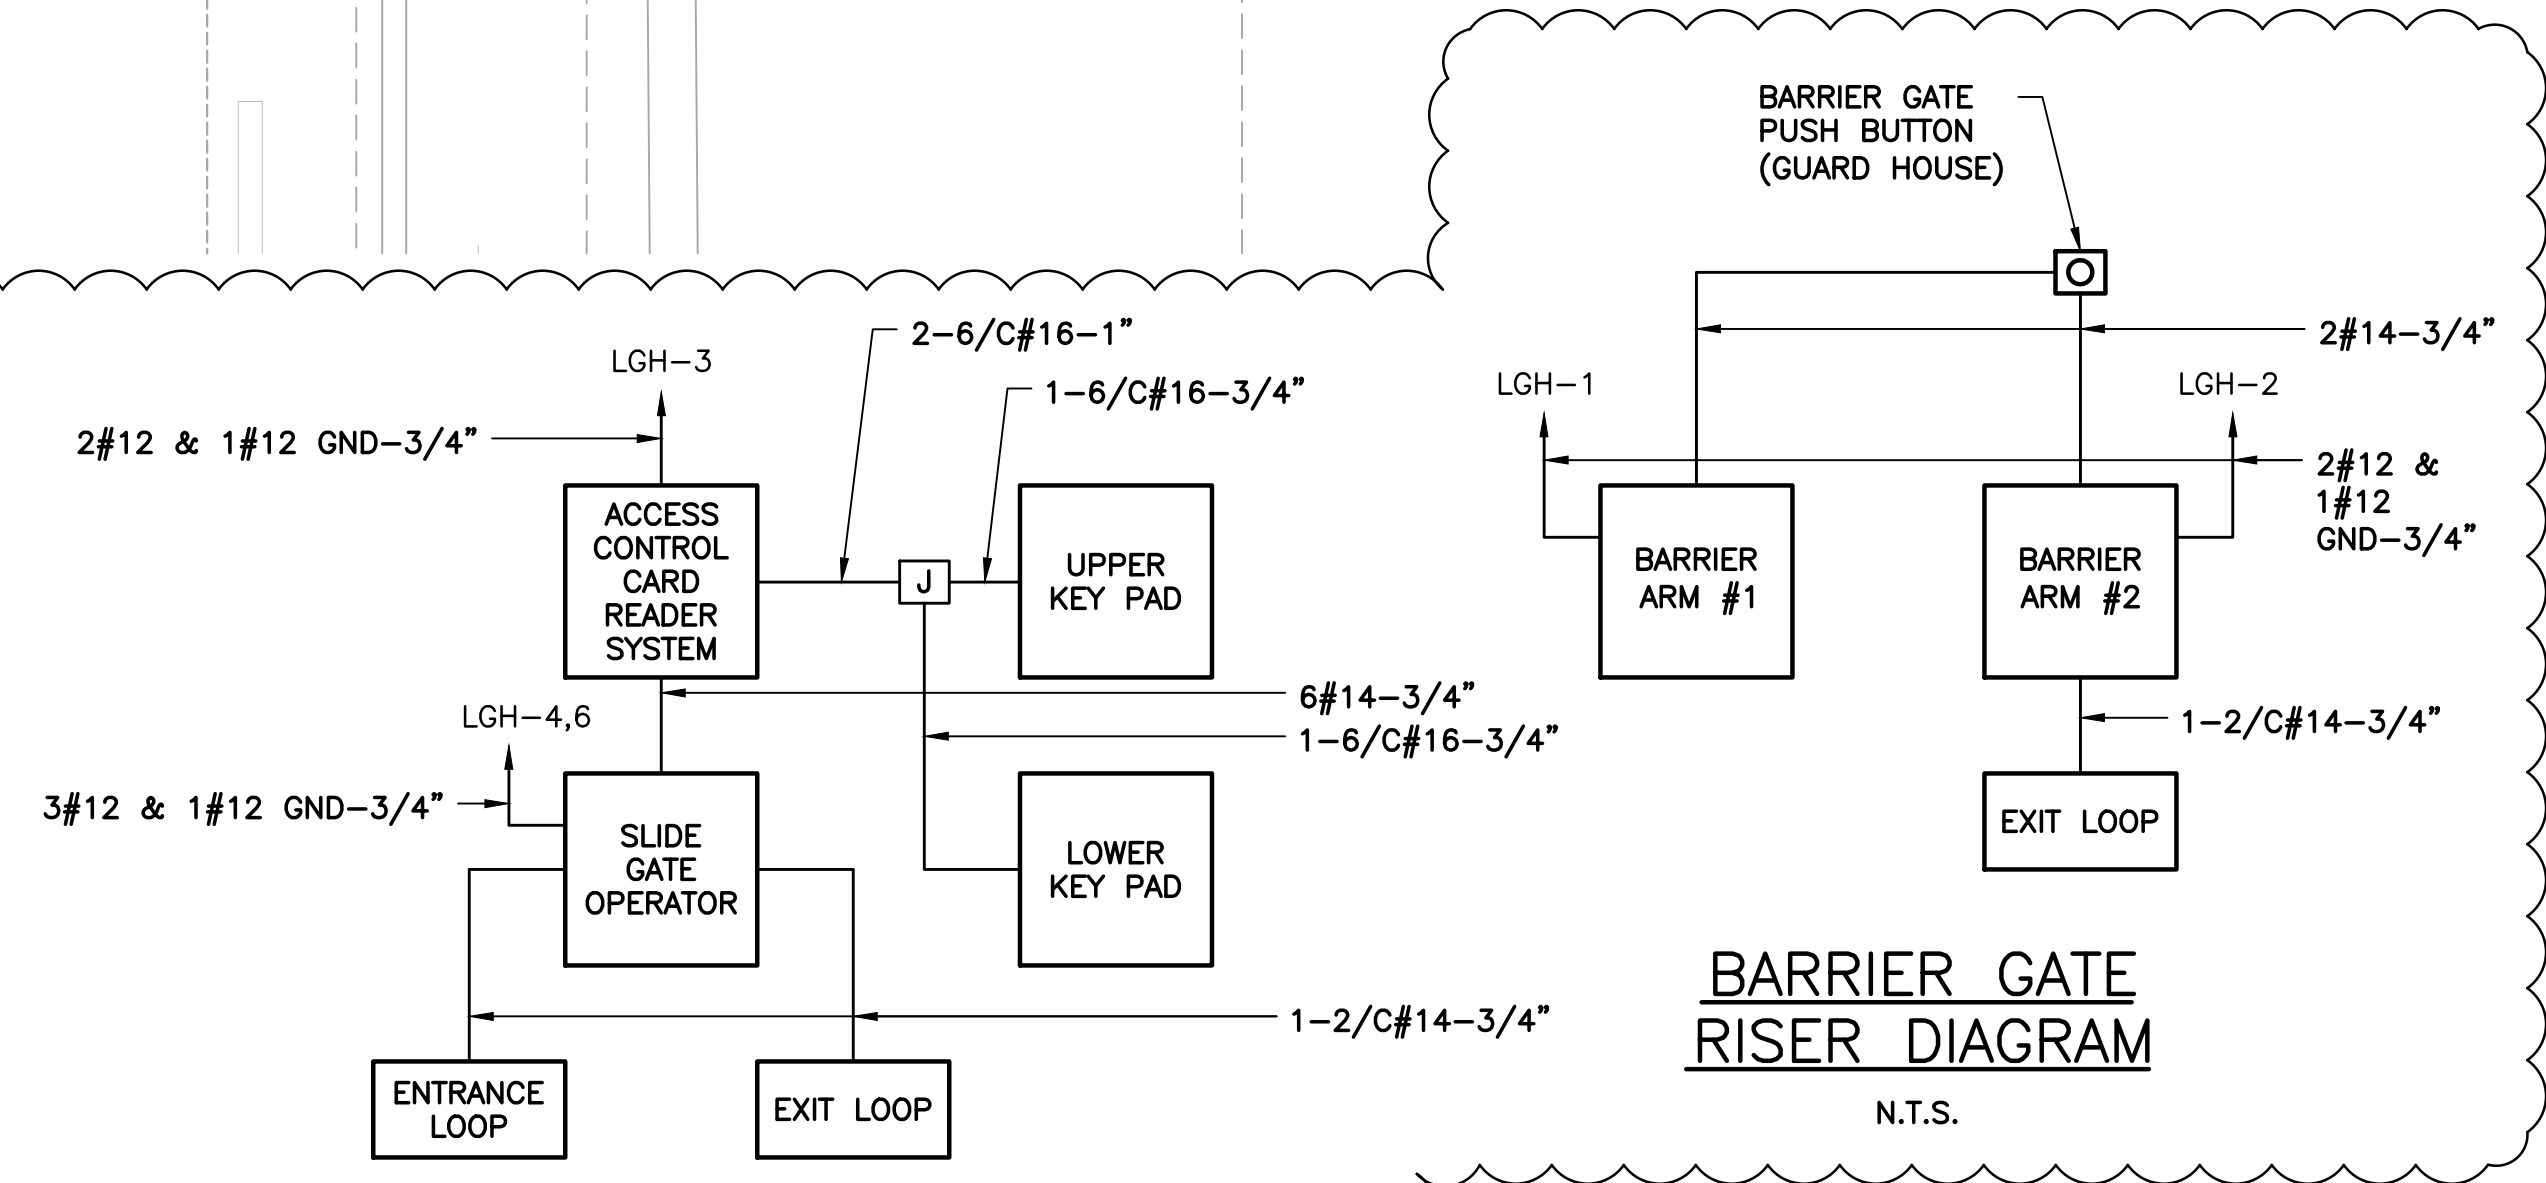 BARRIER GATE
PUSH BUTTON
(GUARD HOUSE)
2-6/C#16-1"
LGH-3
1-6/C#16-3/4"
2#12 & 1#12 GND-3/4"
ACCESS
CONTROL
CARD
READER
SYSTEM
J
UPPER
KEY PAD
6#14-3/4"
1-6/C#16-3/4"
LGH-4,6
3#12 & 1#12 GND-3/4"
SLIDE
GATE
OPERATOR
LOWER
KEY PAD
1-2/C#14-3/4"
ENTRANCE
LOOP
EXIT LOOP
2#14-3/4"
LGH-1
LGH-2
2#12 &
1#12
GND-3/4"
BARRIER
ARM #1
BARRIER
ARM #2
1-2/C#14-3/4"
EXIT LOOP
BARRIER GATE
RISER DIAGRAM
N.T.S.